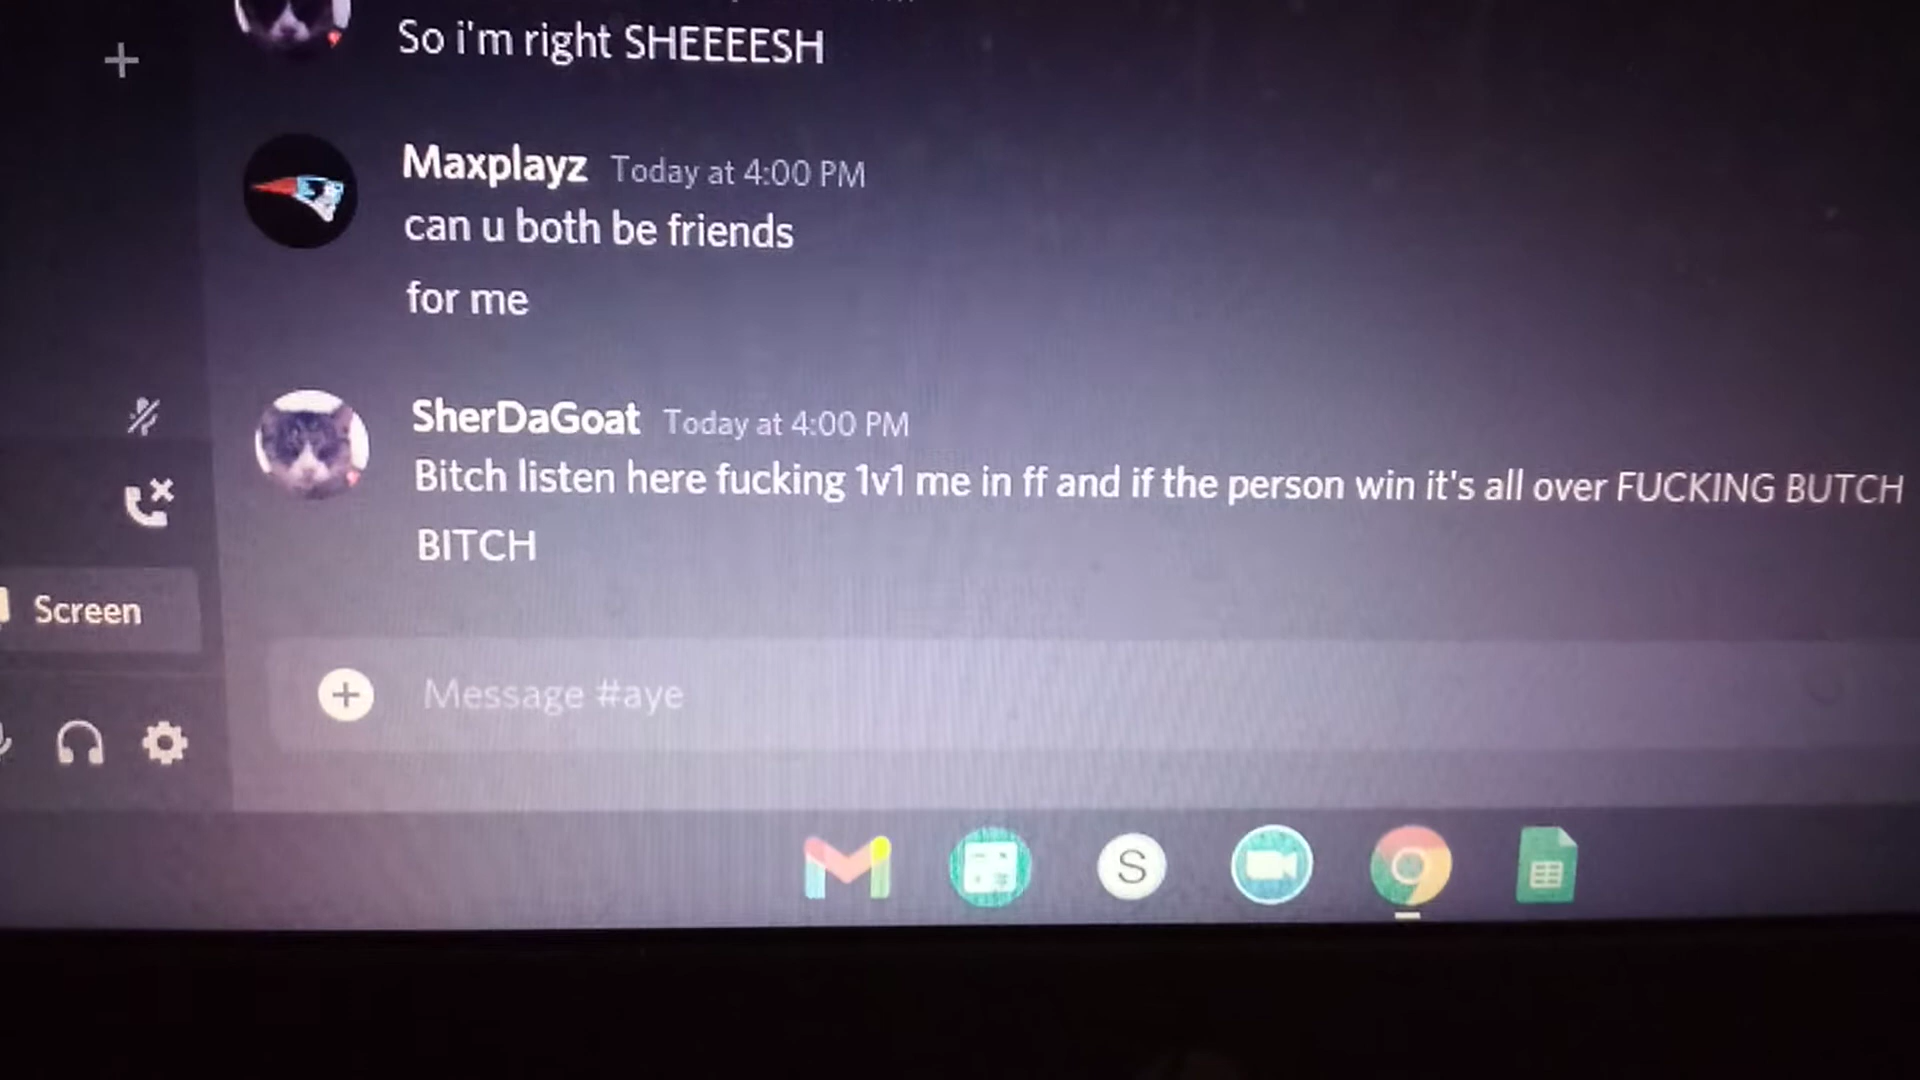 So i'm right SHEEEESH
Maxplayz Today at 4:00 PM
can u both be friends
for me
SherDaGoat Today at 4:00 PM
Bitch listen here fucking 1v1 me in ff and if the person win it's all over FUCKING BUTCH
BITCH
Screen
Message #aye
S